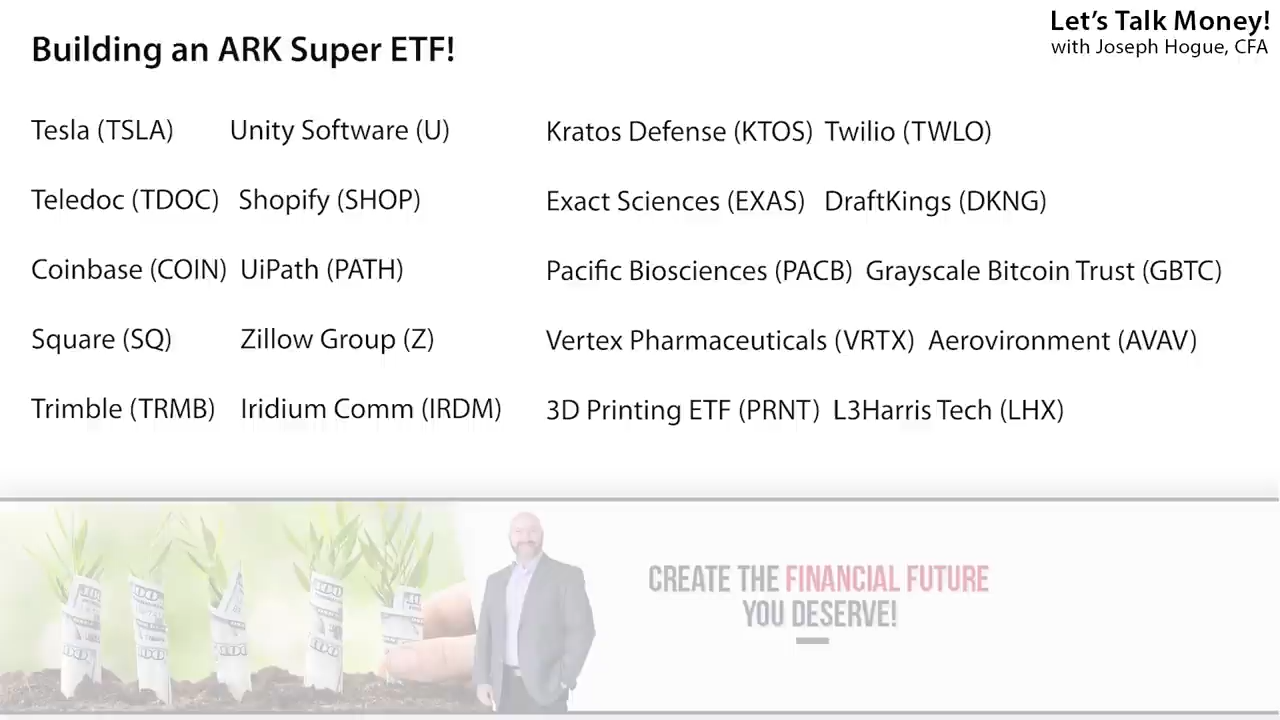 Building an ARK Super ETF!
Let's Talk Money!
with Joseph Hogue, CFA
Tesla (TSLA) Unity Software (U) Kratos Defense (KTOS) Twilio (TWLO)
Teledoc (TDOC) Shopify (SHOP) Exact Sciences (EXAS) DraftKings (DKNG)
Coinbase (COIN) UiPath (PATH) Pacific Biosciences (PACB) Grayscale Bitcoin Trust (GBTC)
Square (SQ) Zillow Group (Z) Vertex Pharmaceuticals (VRTX) Aerovironment (AVAV)
Trimble (TRMB) Iridium Comm (IRDM) 3D Printing ETF (PRNT) L3Harris Tech (LHX)
CREATE THE FINANCIAL FUTURE
YOU DESERVE!